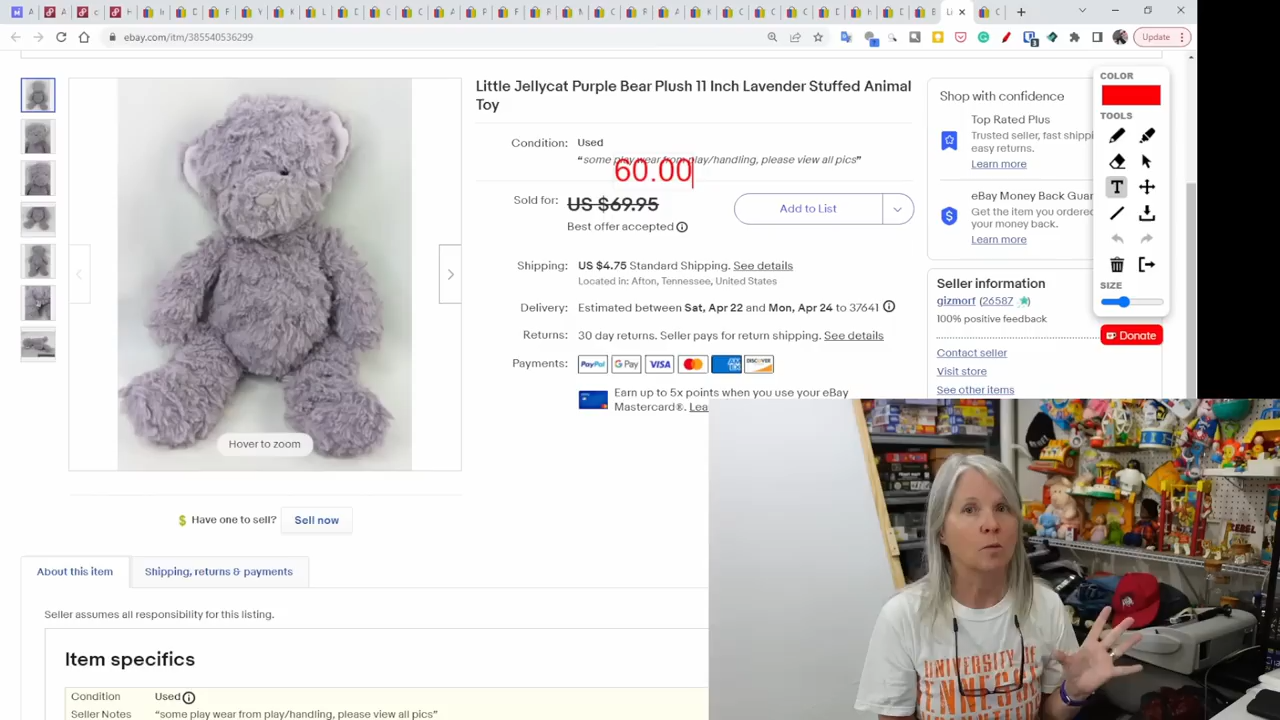 ebay.com/itm/385540536299
Update
Little Jellycat Purple Bear Plush 11 Inch Lavender Stuffed Animal
Toy
Condition: Used
“some play wear from play/handling, please view all pics”
60.00
Sold for: US $69.95
Best offer accepted
Add to List
Shipping: US $4.75 Standard Shipping. See details
Located in: Afton, Tennessee, United States
Delivery: Estimated between Sat, Apr 22 and Mon, Apr 24 to 37641
Returns: 30 day returns. Seller pays for return shipping. See details
Payments: PayPal G Pay VISA DISCOVER
Earn up to 5x points when you use your eBay
Mastercard®. Lea
Hover to zoom
Have one to sell? Sell now
About this item
Shipping, returns & payments
Seller assumes all responsibility for this listing.
Item specifics
Condition Used
Seller Notes “some play wear from play/handling, please view all pics”
Shop with confidence
Top Rated Plus
Trusted seller, fast shippi
easy returns.
Learn more
eBay Money Back Guar
Get the item you ordere
your money back.
Learn more
Seller information
gizmorf (26587)
100% positive feedback
Contact seller
Visit store
See other items
COLOR
TOOLS
T
SIZE
Donate
UNIVERSITY OF